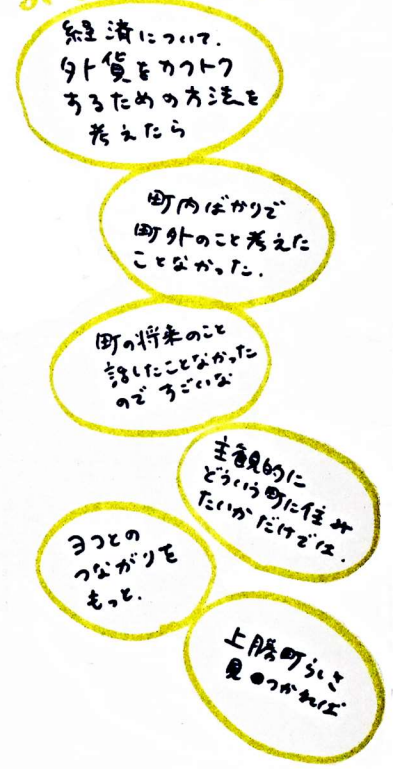 経済について.
外貨をカクトク
するための方法を
考えたら
町内ばかりで
町外のこと考えた
ことなかった.
町の将来のこと
話したことなかった
ので すごいな
主観的に
どういう町に住み
たいか だけでは.
ヨコとの
つながりを
もっと.
上勝町らしさ
見つかれば